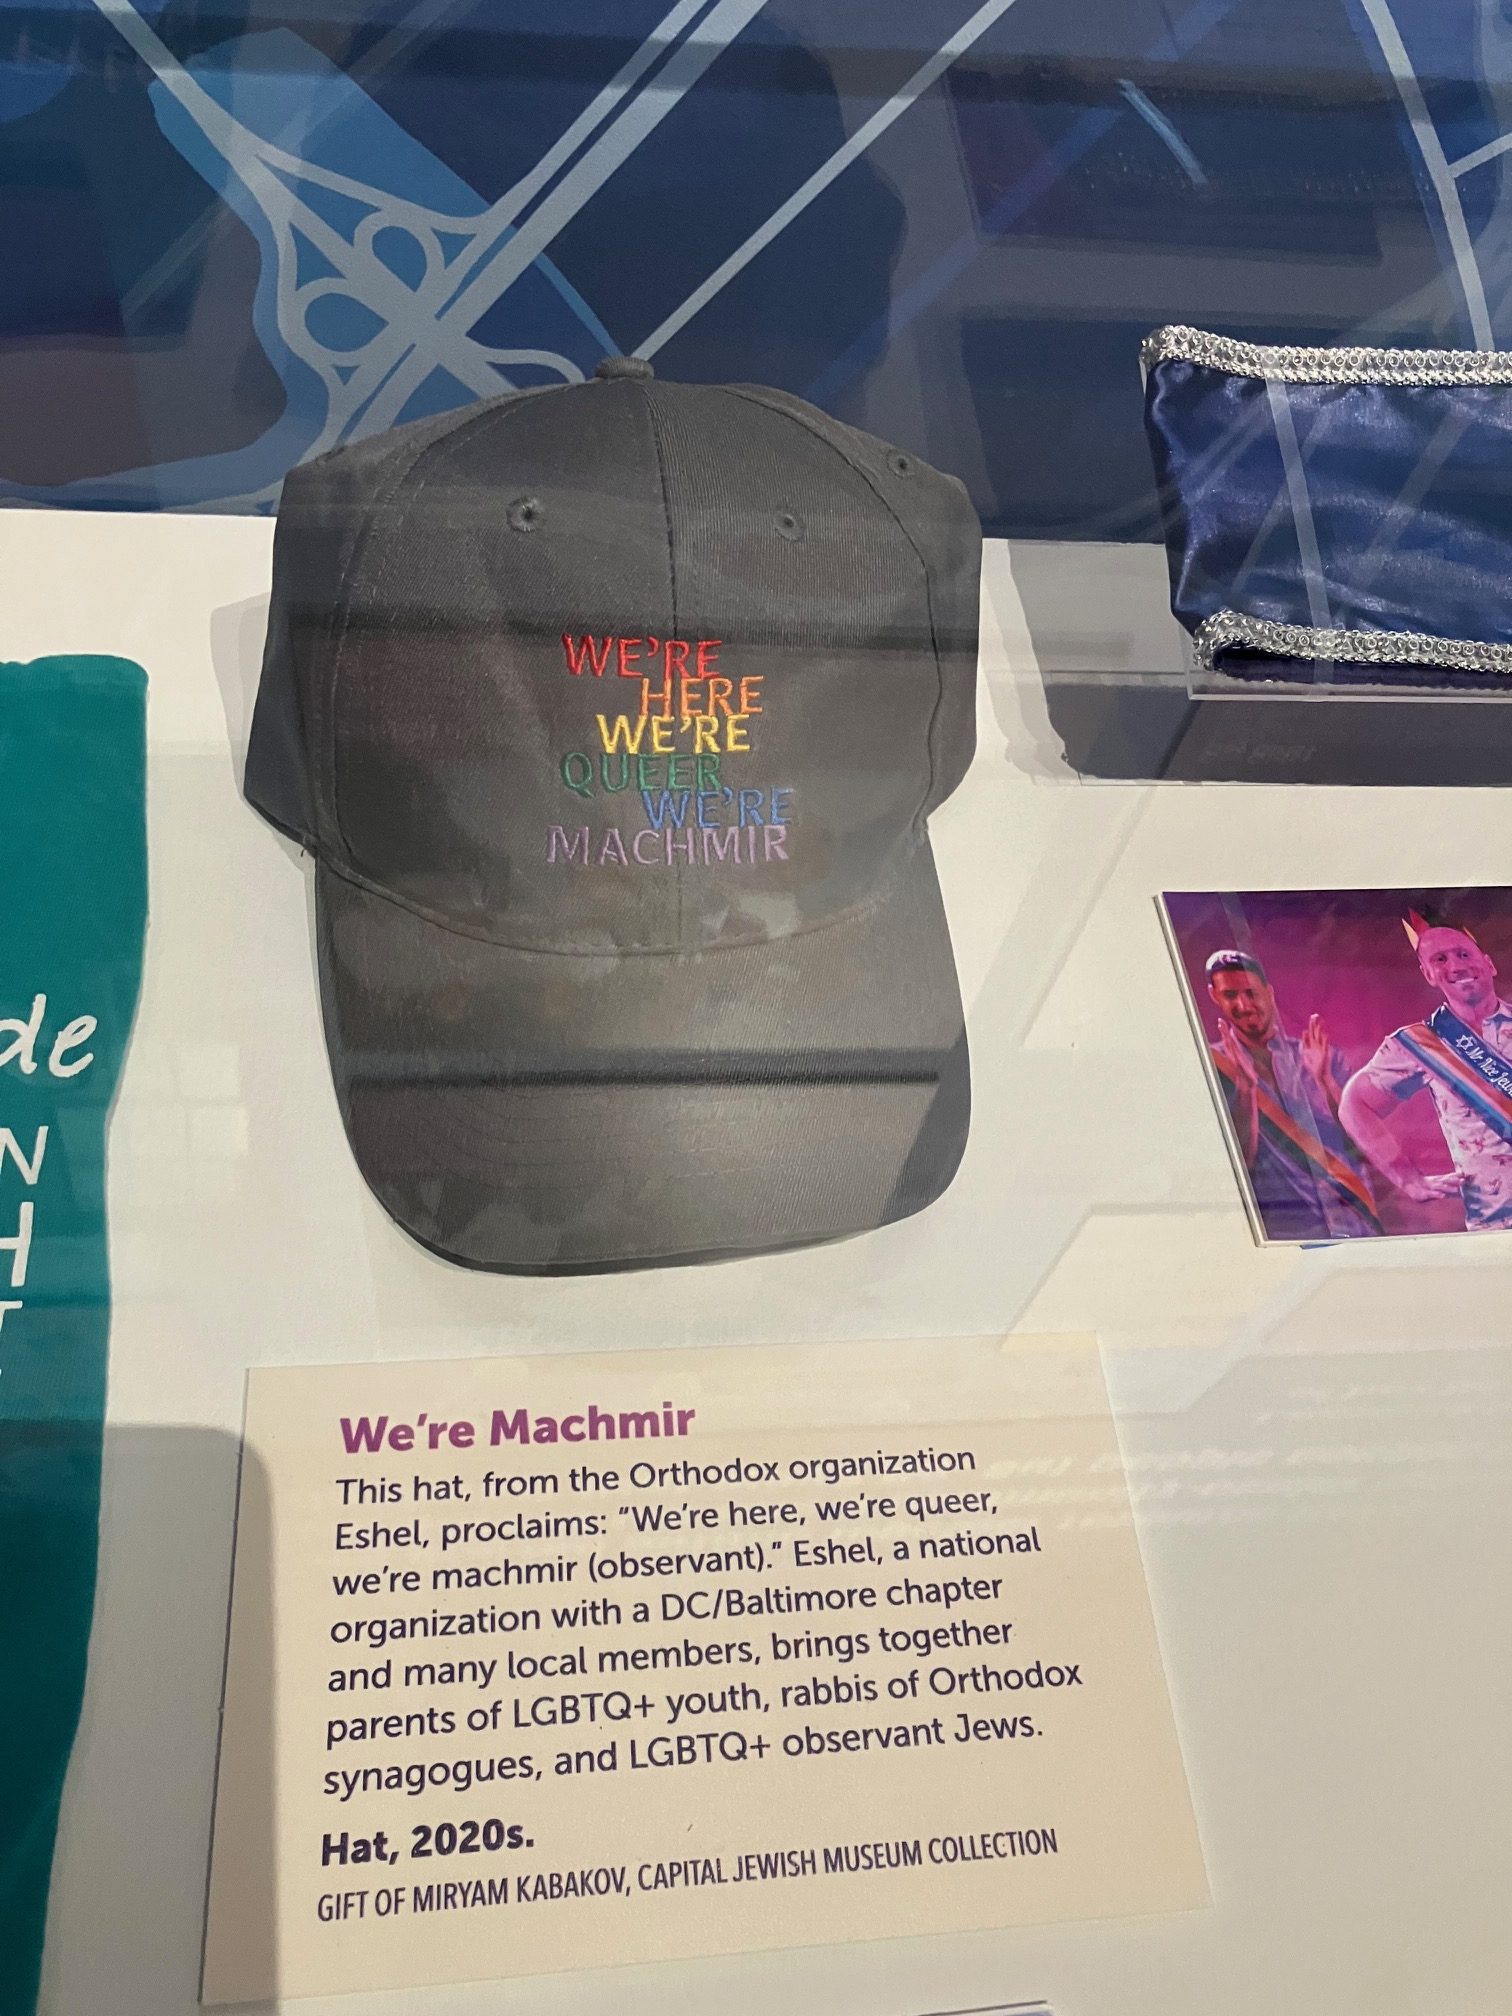 WE'RE
HERE
WE'RE
QUEER
WE'RE
MACHMIR
de
N
H
Mr. Nice
We're Machmir
This hat, from the Orthodox organization
Eshel, proclaims: "We're here, we're queer,
we're machmir (observant)." Eshel, a national
organization with a DC/Baltimore chapter
and many local members, brings together
parents of LGBTQ+ youth, rabbis of Orthodox
synagogues, and LGBTQ+ observant Jews.
Hat, 2020s.
GIFT OF MIRYAM KABAKOV, CAPITAL JEWISH MUSEUM COLLECTION